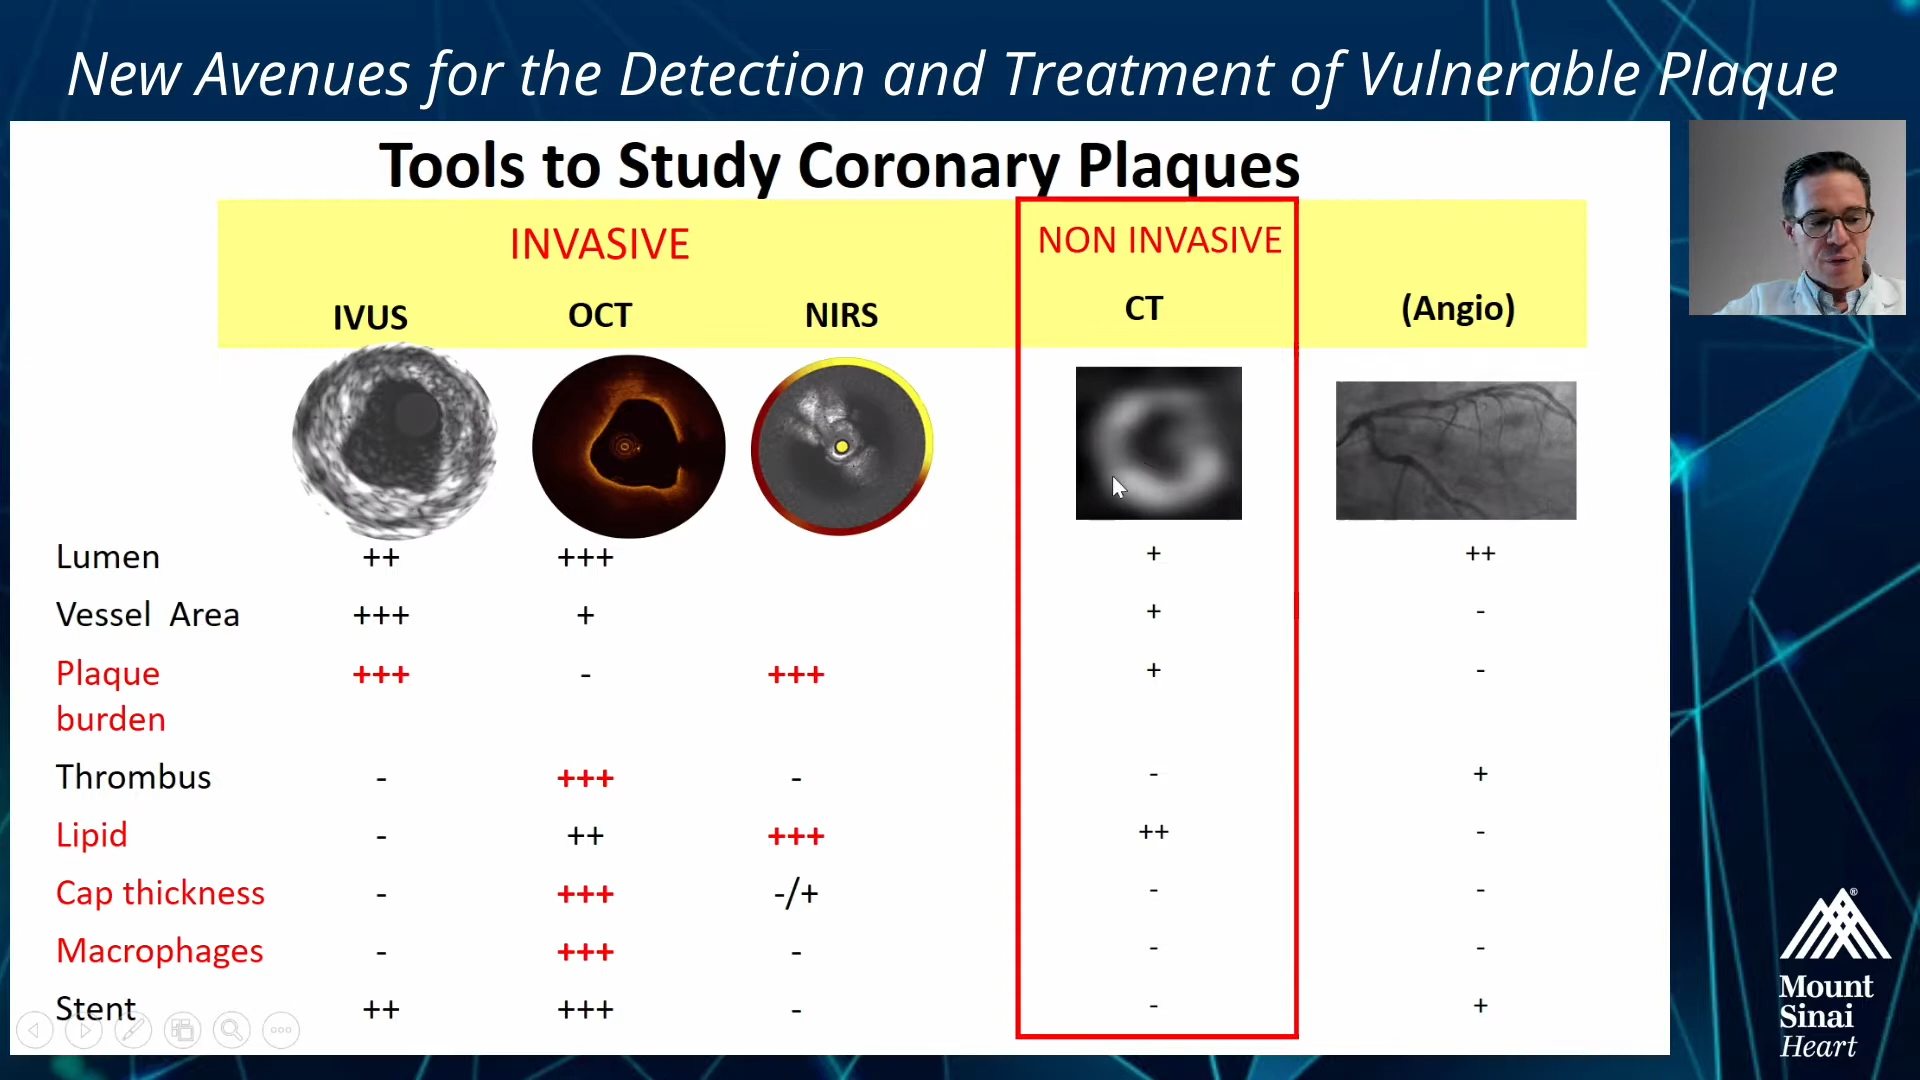 New Avenues for the Detection and Treatment of Vulnerable Plaque
Tools to Study Coronary Plaques
INVASIVE
NON INVASIVE
IVUS OCT NIRS CT (Angio)
Lumen ++ +++ + ++
Vessel Area +++ + + -
Plaque burden +++ - +++ + -
Thrombus - +++ - - +
Lipid - ++ +++ ++ -
Cap thickness - +++ -/+ - -
Macrophages - +++ - - -
Stent ++ +++ - - +
Mount
Sinai
Heart
®